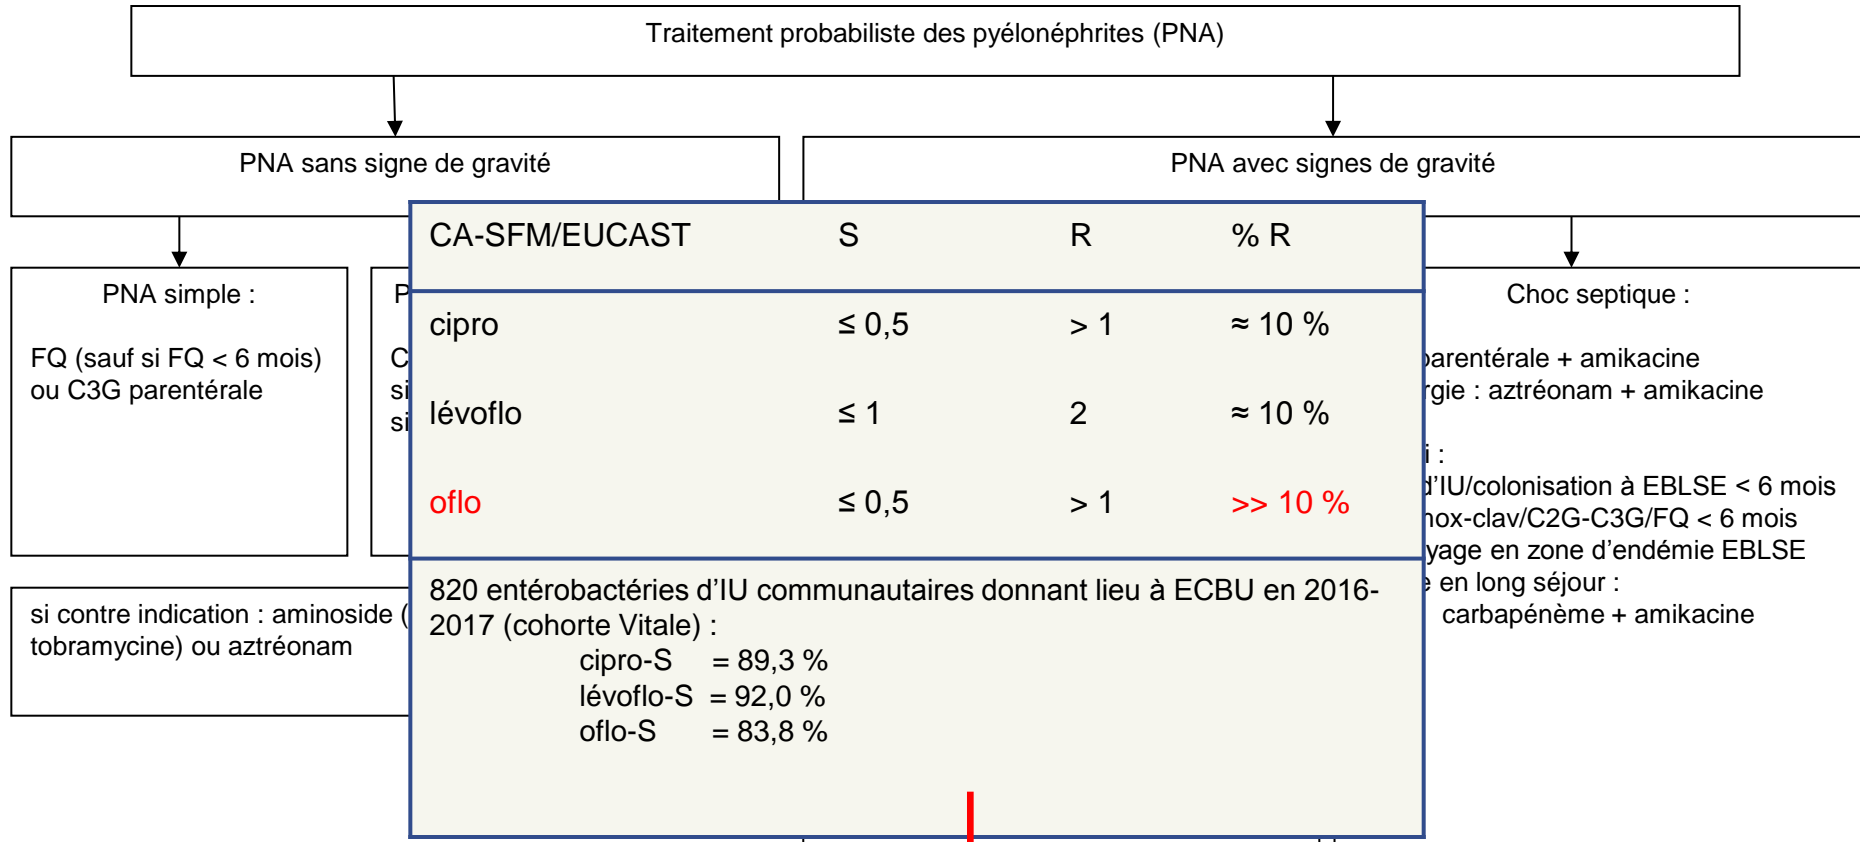 Traitement probabiliste des pyélonéphrites (PNA)
PNA sans signe de gravité
PNA avec signes de gravité
PNA simple :
FQ (sauf si FQ < 6 mois)
ou C3G parentérale
P
C
si
si
si contre indication : aminoside (
tobramycine) ou aztréonam
CA-SFM/EUCAST S R % R
cipro ≤ 0,5 > 1 ≈ 10 %
lévoflo ≤ 1 2 ≈ 10 %
oflo ≤ 0,5 > 1 >> 10 %
820 entérobactéries d’IU communautaires donnant lieu à ECBU en 2016-
2017 (cohorte Vitale) :
cipro-S = 89,3 %
lévoflo-S = 92,0 %
oflo-S = 83,8 %
Choc septique :
parentérale + amikacine
rgie : aztréonam + amikacine
i :
d’IU/colonisation à EBLSE < 6 mois
nox-clav/C2G-C3G/FQ < 6 mois
yage en zone d’endémie EBLSE
e en long séjour :
carbapénème + amikacine